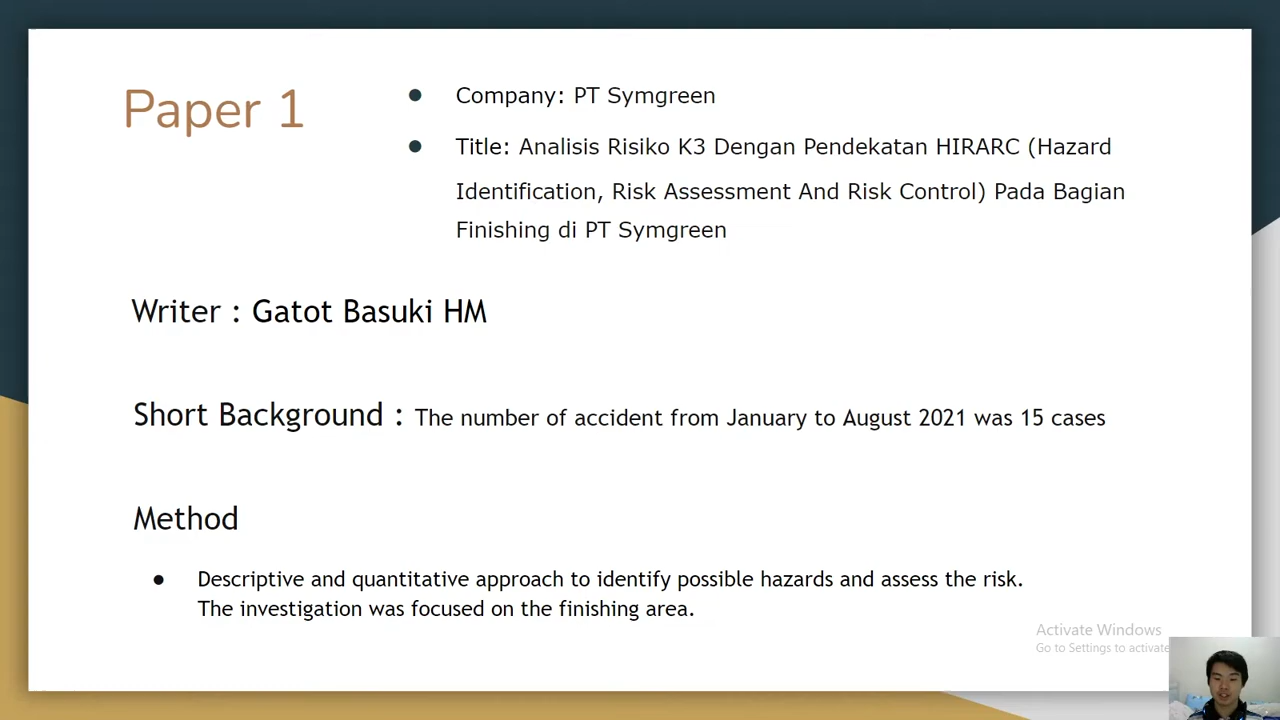 Paper 1
● Company: PT Symgreen
● Title: Analisis Risiko K3 Dengan Pendekatan HIRARC (Hazard
Identification, Risk Assessment And Risk Control) Pada Bagian
Finishing di PT Symgreen
Writer : Gatot Basuki HM
Short Background : The number of accident from January to August 2021 was 15 cases
Method
● Descriptive and quantitative approach to identify possible hazards and assess the risk.
The investigation was focused on the finishing area.
Activate Windows
Go to Settings to activate